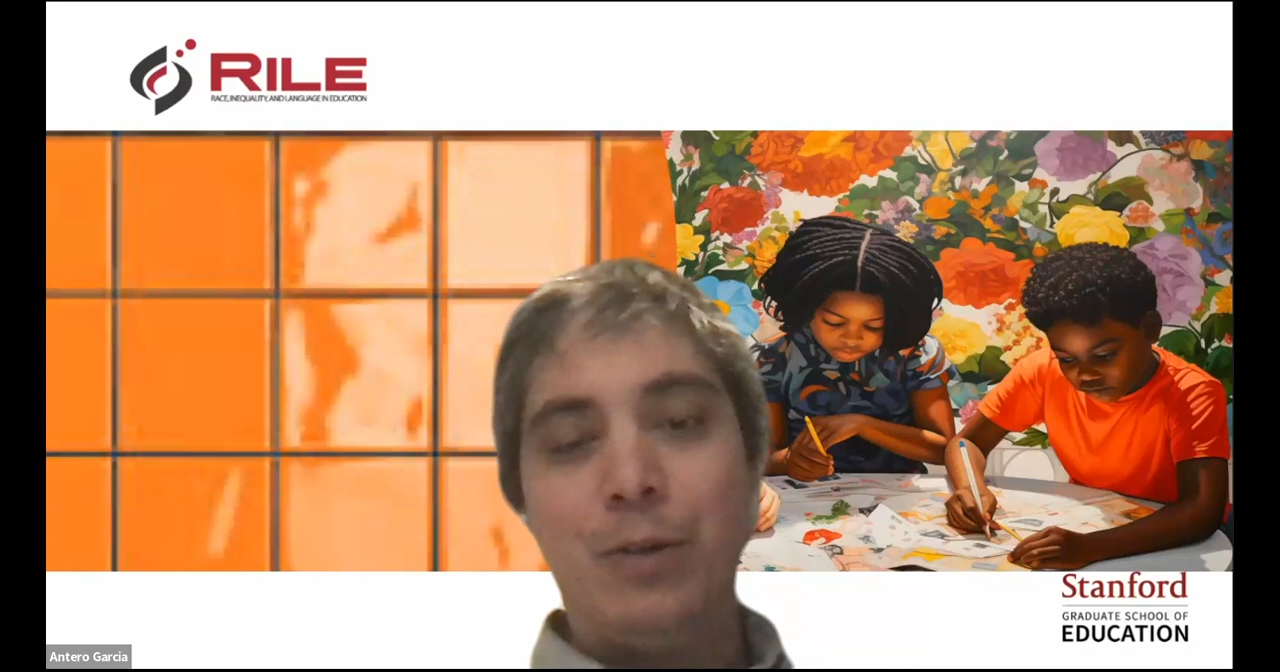 RILE
RACE, INEQUALITY, AND LANGUAGE IN EDUCATION
Stanford
GRADUATE SCHOOL OF
EDUCATION
Antero Garcia